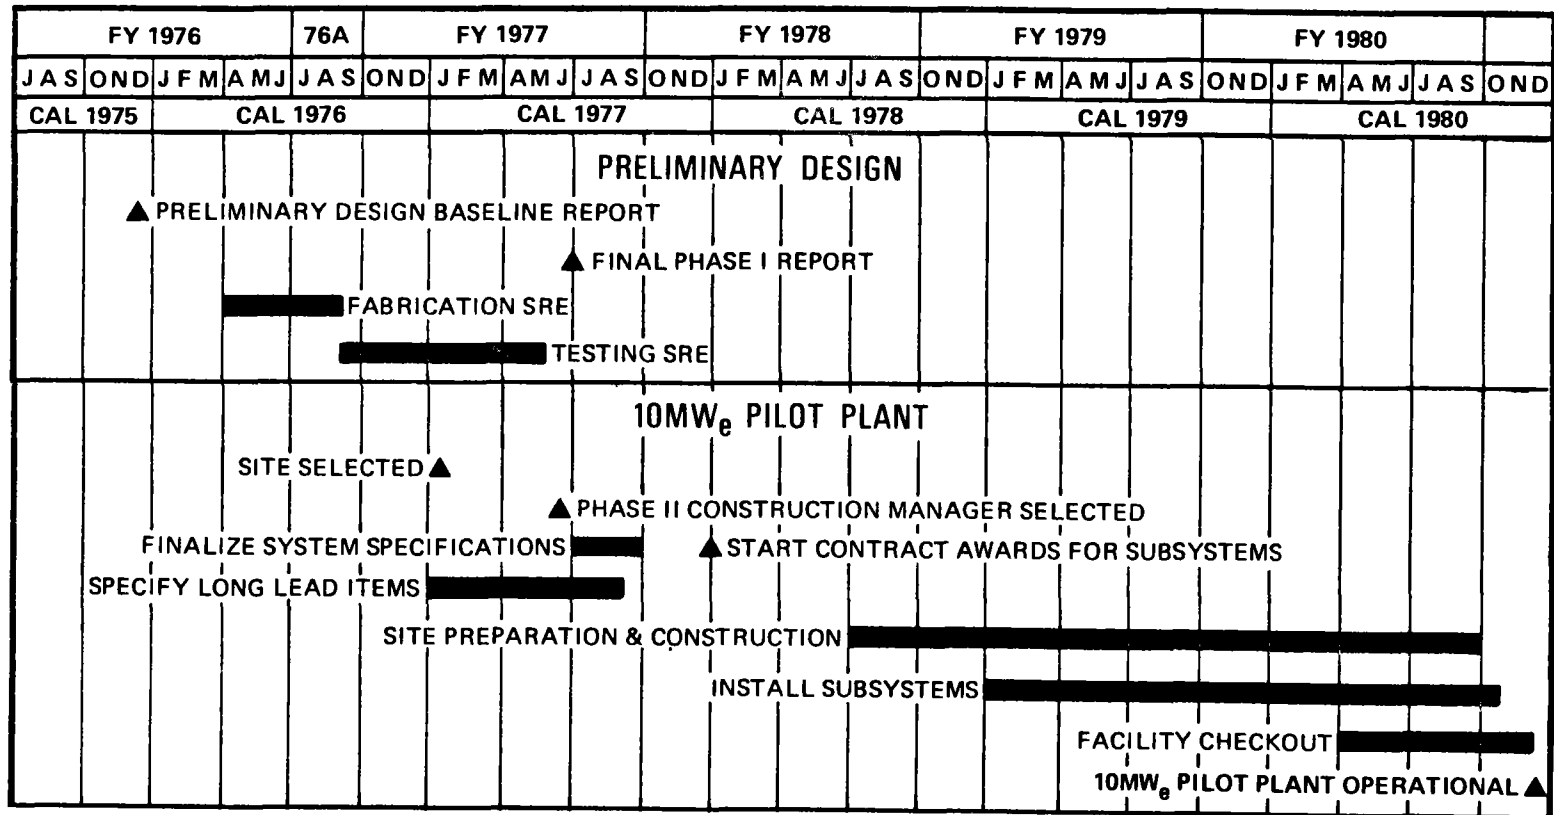 FY 1976 76A FY 1977 FY 1978 FY 1979 FY 1980
J A S O N D J F M A M J J A S O N D J F M A M J J A S O N D J F M A M J J A S O N D J F M A M J J A S O N D J F M A M J J A S O N D
CAL 1975 CAL 1976 CAL 1977 CAL 1978 CAL 1979 CAL 1980
PRELIMINARY DESIGN
▲ PRELIMINARY DESIGN BASELINE REPORT
▲ FINAL PHASE I REPORT
FABRICATION SRE
TESTING SRE
10MWe PILOT PLANT
SITE SELECTED ▲
▲ PHASE II CONSTRUCTION MANAGER SELECTED
FINALIZE SYSTEM SPECIFICATIONS ▲ START CONTRACT AWARDS FOR SUBSYSTEMS
SPECIFY LONG LEAD ITEMS
SITE PREPARATION & CONSTRUCTION
INSTALL SUBSYSTEMS
FACILITY CHECKOUT
10MWe PILOT PLANT OPERATIONAL ▲